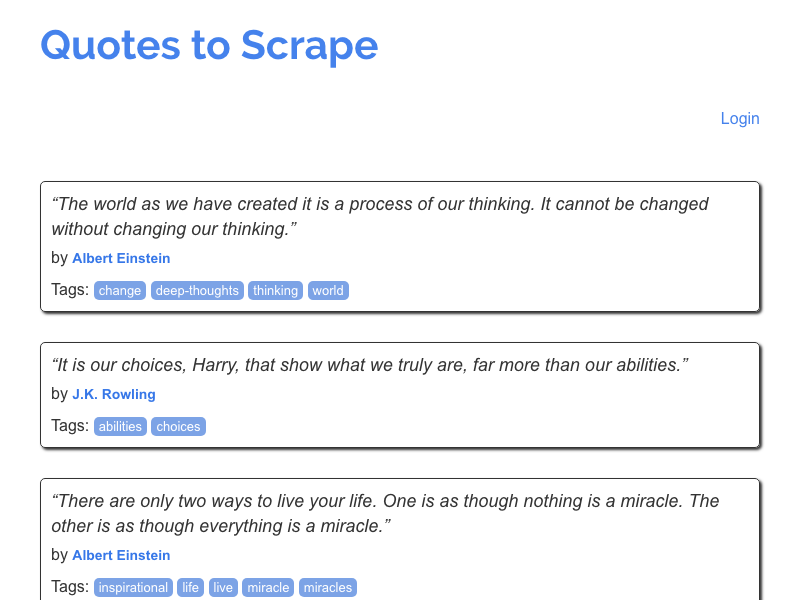 Quotes to Scrape
Login
“The world as we have created it is a process of our thinking. It cannot be changed
without changing our thinking.”
by Albert Einstein
Tags: change deep-thoughts thinking world
“It is our choices, Harry, that show what we truly are, far more than our abilities.”
by J.K. Rowling
Tags: abilities choices
“There are only two ways to live your life. One is as though nothing is a miracle. The
other is as though everything is a miracle.”
by Albert Einstein
Tags: inspirational life live miracle miracles